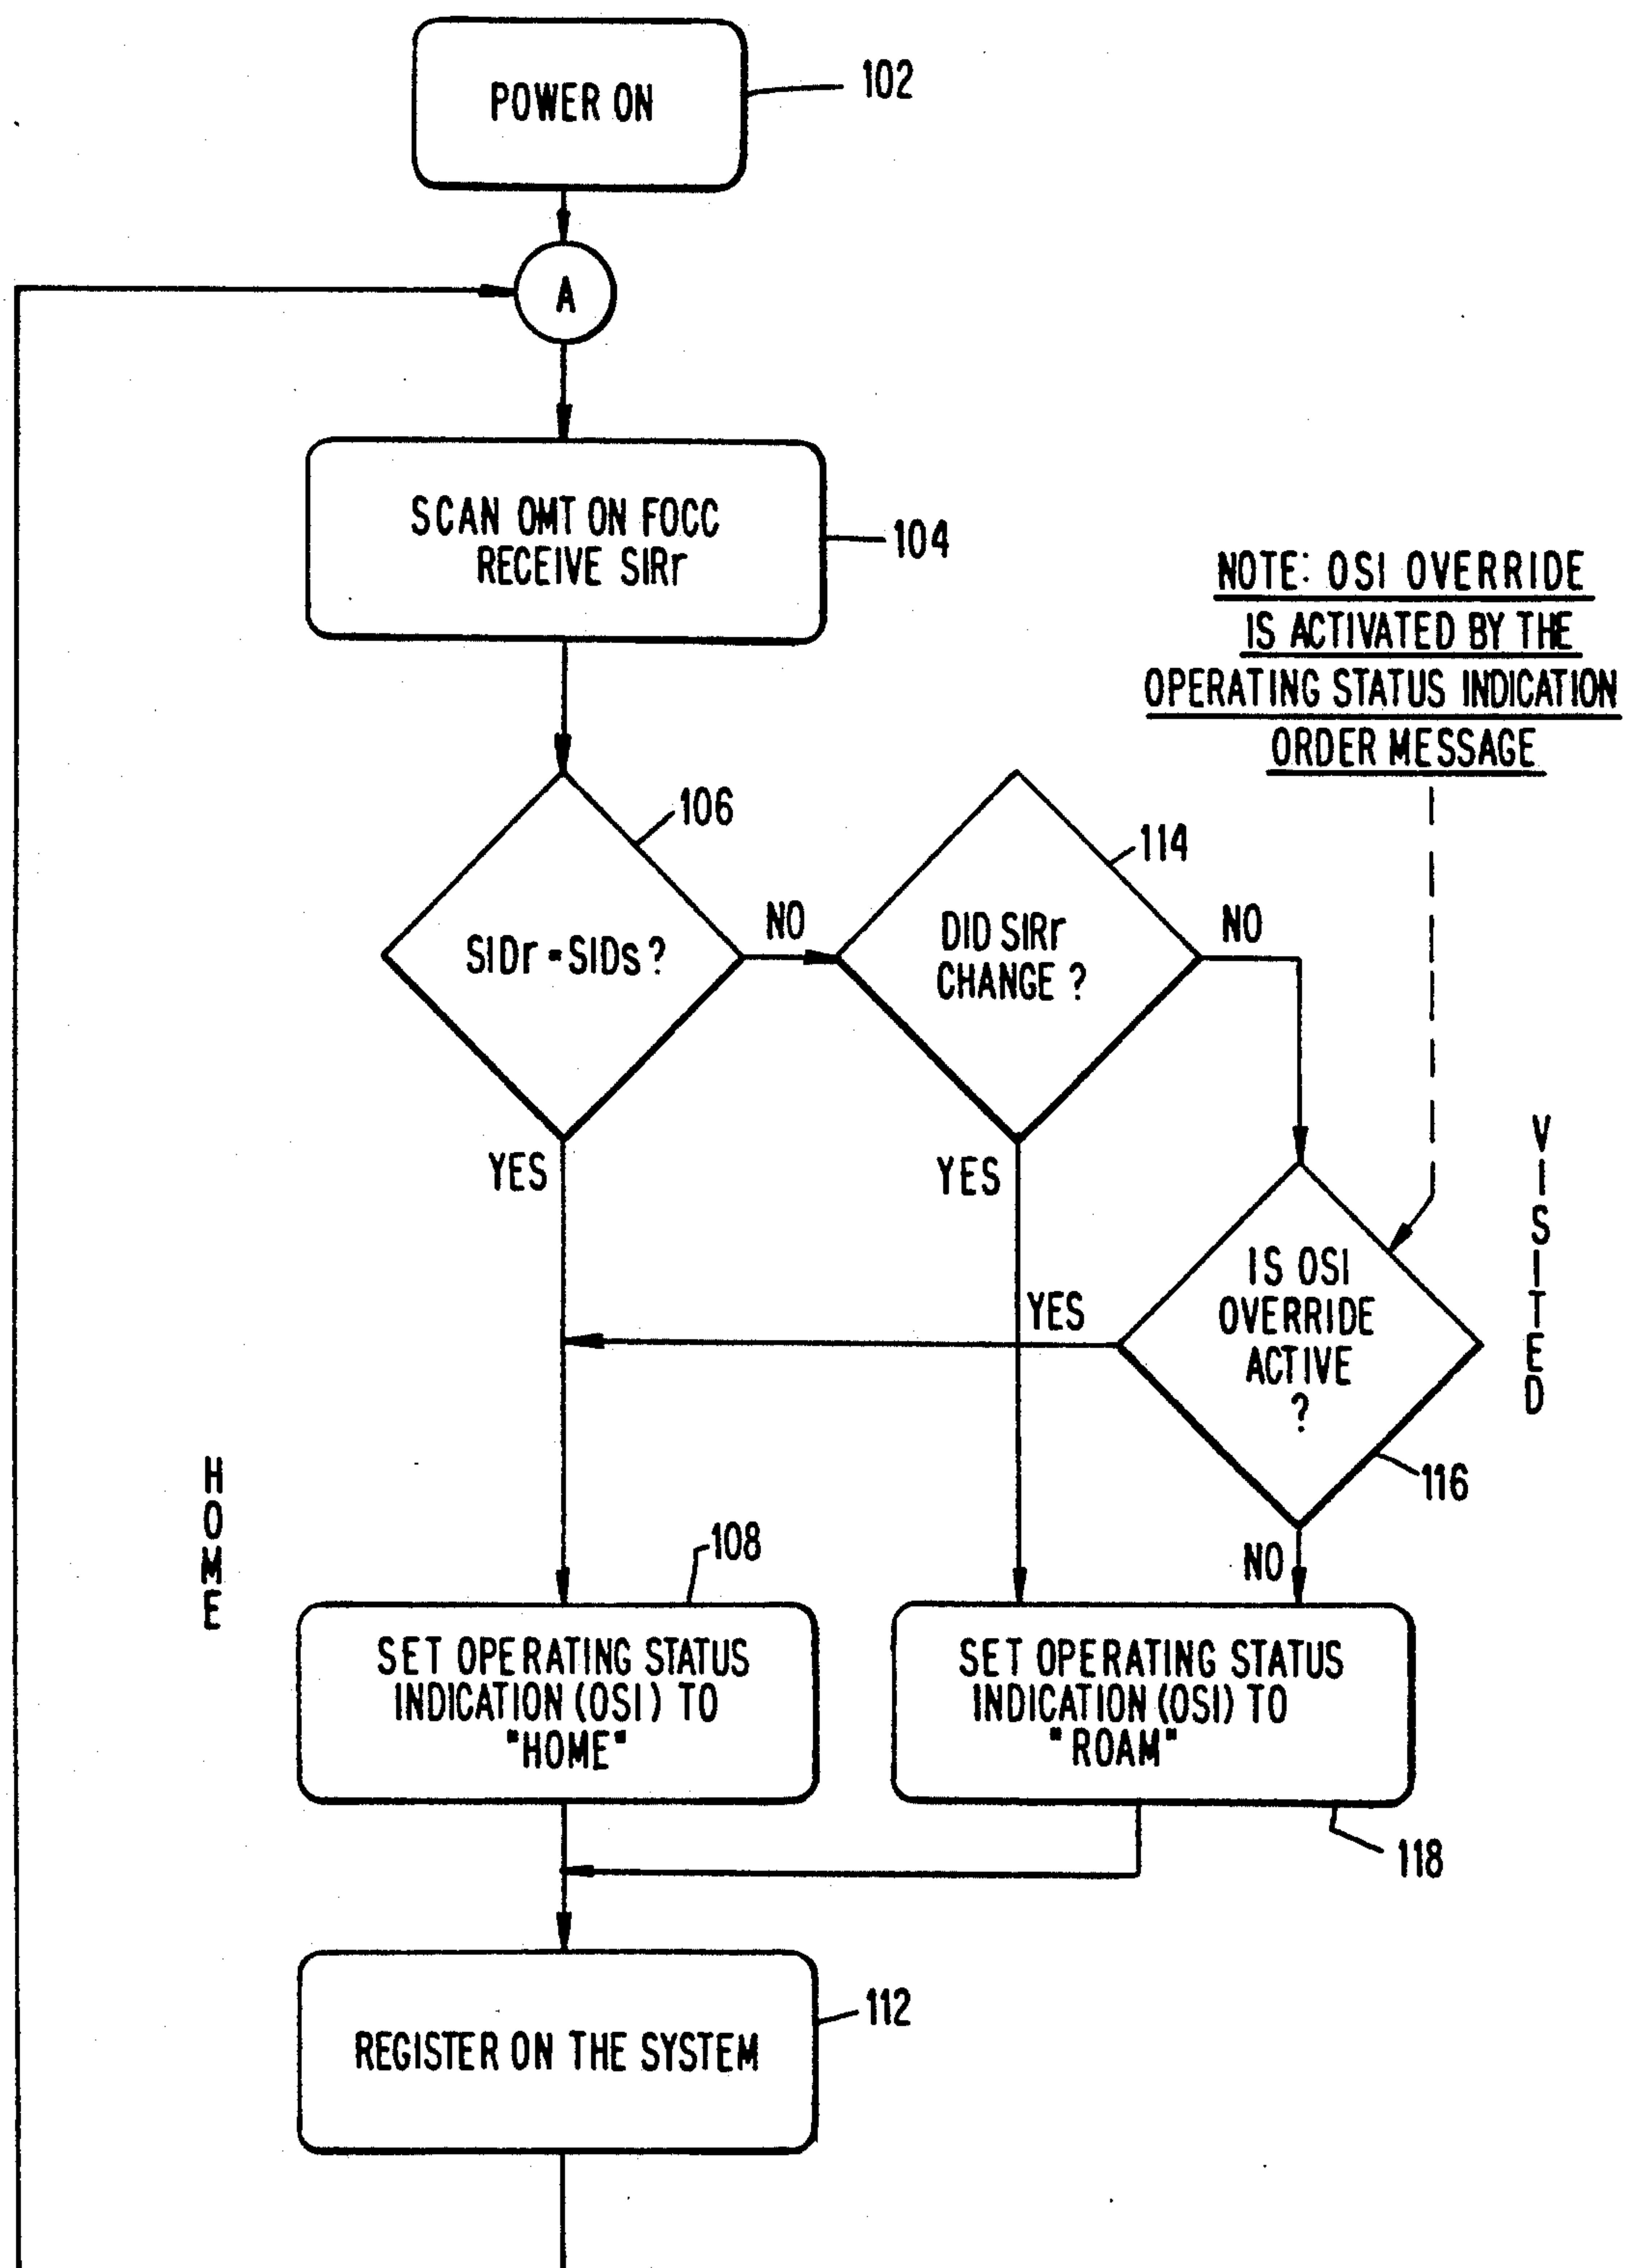 POWER ON
102
A
SCAN OMT ON FOCC
RECEIVE SIRr
104
NOTE: OSI OVERRIDE
IS ACTIVATED BY THE
OPERATING STATUS INDICATION
ORDER MESSAGE
106
SIDr = SIDs ?
NO
YES
114
DID SIRr
CHANGE ?
NO
YES
VISITED
IS OSI
OVERRIDE
ACTIVE
?
YES
116
NO
HOME
108
SET OPERATING STATUS
INDICATION (OSI) TO
"HOME"
SET OPERATING STATUS
INDICATION (OSI) TO
"ROAM"
118
REGISTER ON THE SYSTEM
112